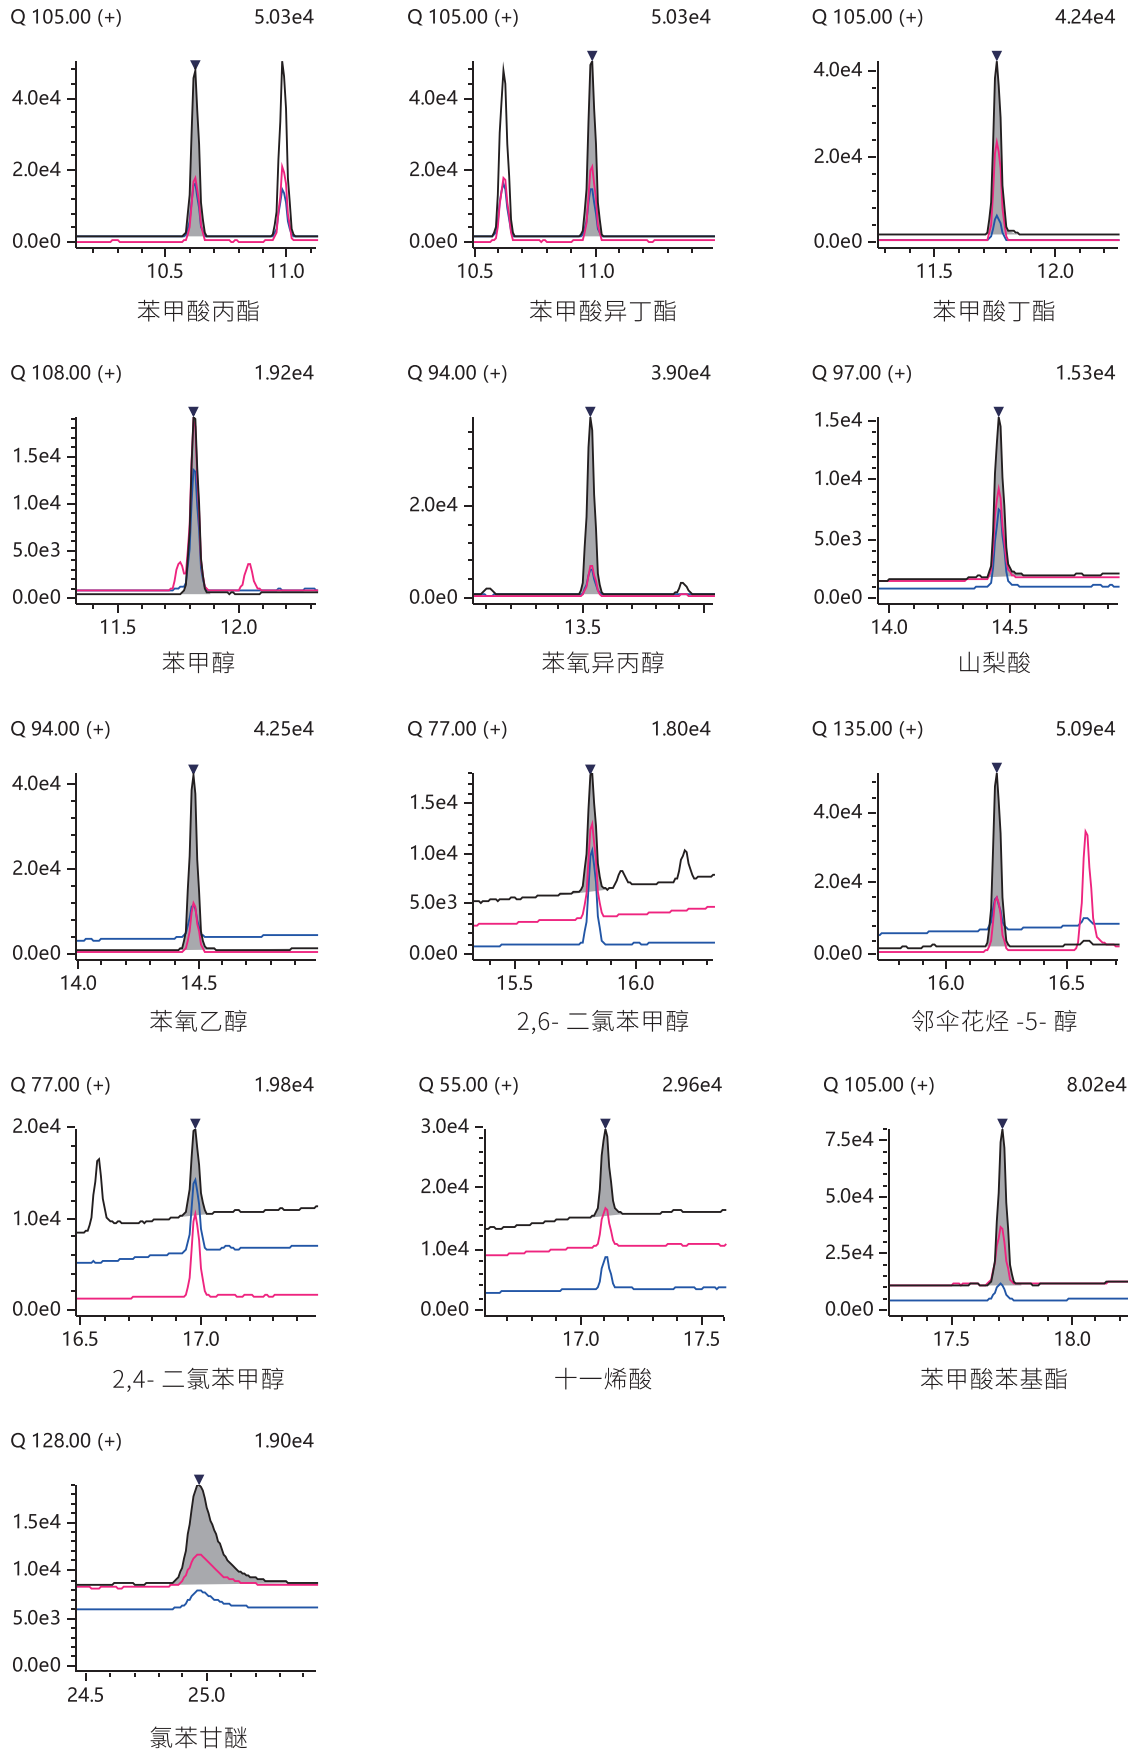 Q 105.00 (+) 5.03e4
4.0e4
2.0e4
0.0e0
10.5 11.0
苯甲酸丙酯
Q 105.00 (+) 5.03e4
4.0e4
2.0e4
0.0e0
10.5 11.0
苯甲酸异丁酯
Q 105.00 (+) 4.24e4
4.0e4
2.0e4
0.0e0
11.5 12.0
苯甲酸丁酯
Q 108.00 (+) 1.92e4
1.5e4
1.0e4
5.0e3
0.0e0
11.5 12.0
苯甲醇
Q 94.00 (+) 3.90e4
2.0e4
0.0e0
13.5
苯氧异丙醇
Q 97.00 (+) 1.53e4
1.5e4
1.0e4
5.0e3
0.0e0
14.0 14.5
山梨酸
Q 94.00 (+) 4.25e4
4.0e4
2.0e4
0.0e0
14.0 14.5
苯氧乙醇
Q 77.00 (+) 1.80e4
1.5e4
1.0e4
5.0e3
0.0e0
15.5 16.0
2,6- 二氯苯甲醇
Q 135.00 (+) 5.09e4
4.0e4
2.0e4
0.0e0
16.0 16.5
邻伞花烃 -5- 醇
Q 77.00 (+) 1.98e4
2.0e4
1.0e4
0.0e0
16.5 17.0
2,4- 二氯苯甲醇
Q 55.00 (+) 2.96e4
3.0e4
2.0e4
1.0e4
0.0e0
17.0 17.5
十一烯酸
Q 105.00 (+) 8.02e4
7.5e4
5.0e4
2.5e4
0.0e0
17.5 18.0
苯甲酸苯基酯
Q 128.00 (+) 1.90e4
1.5e4
1.0e4
5.0e3
0.0e0
24.5 25.0
氯苯甘醚